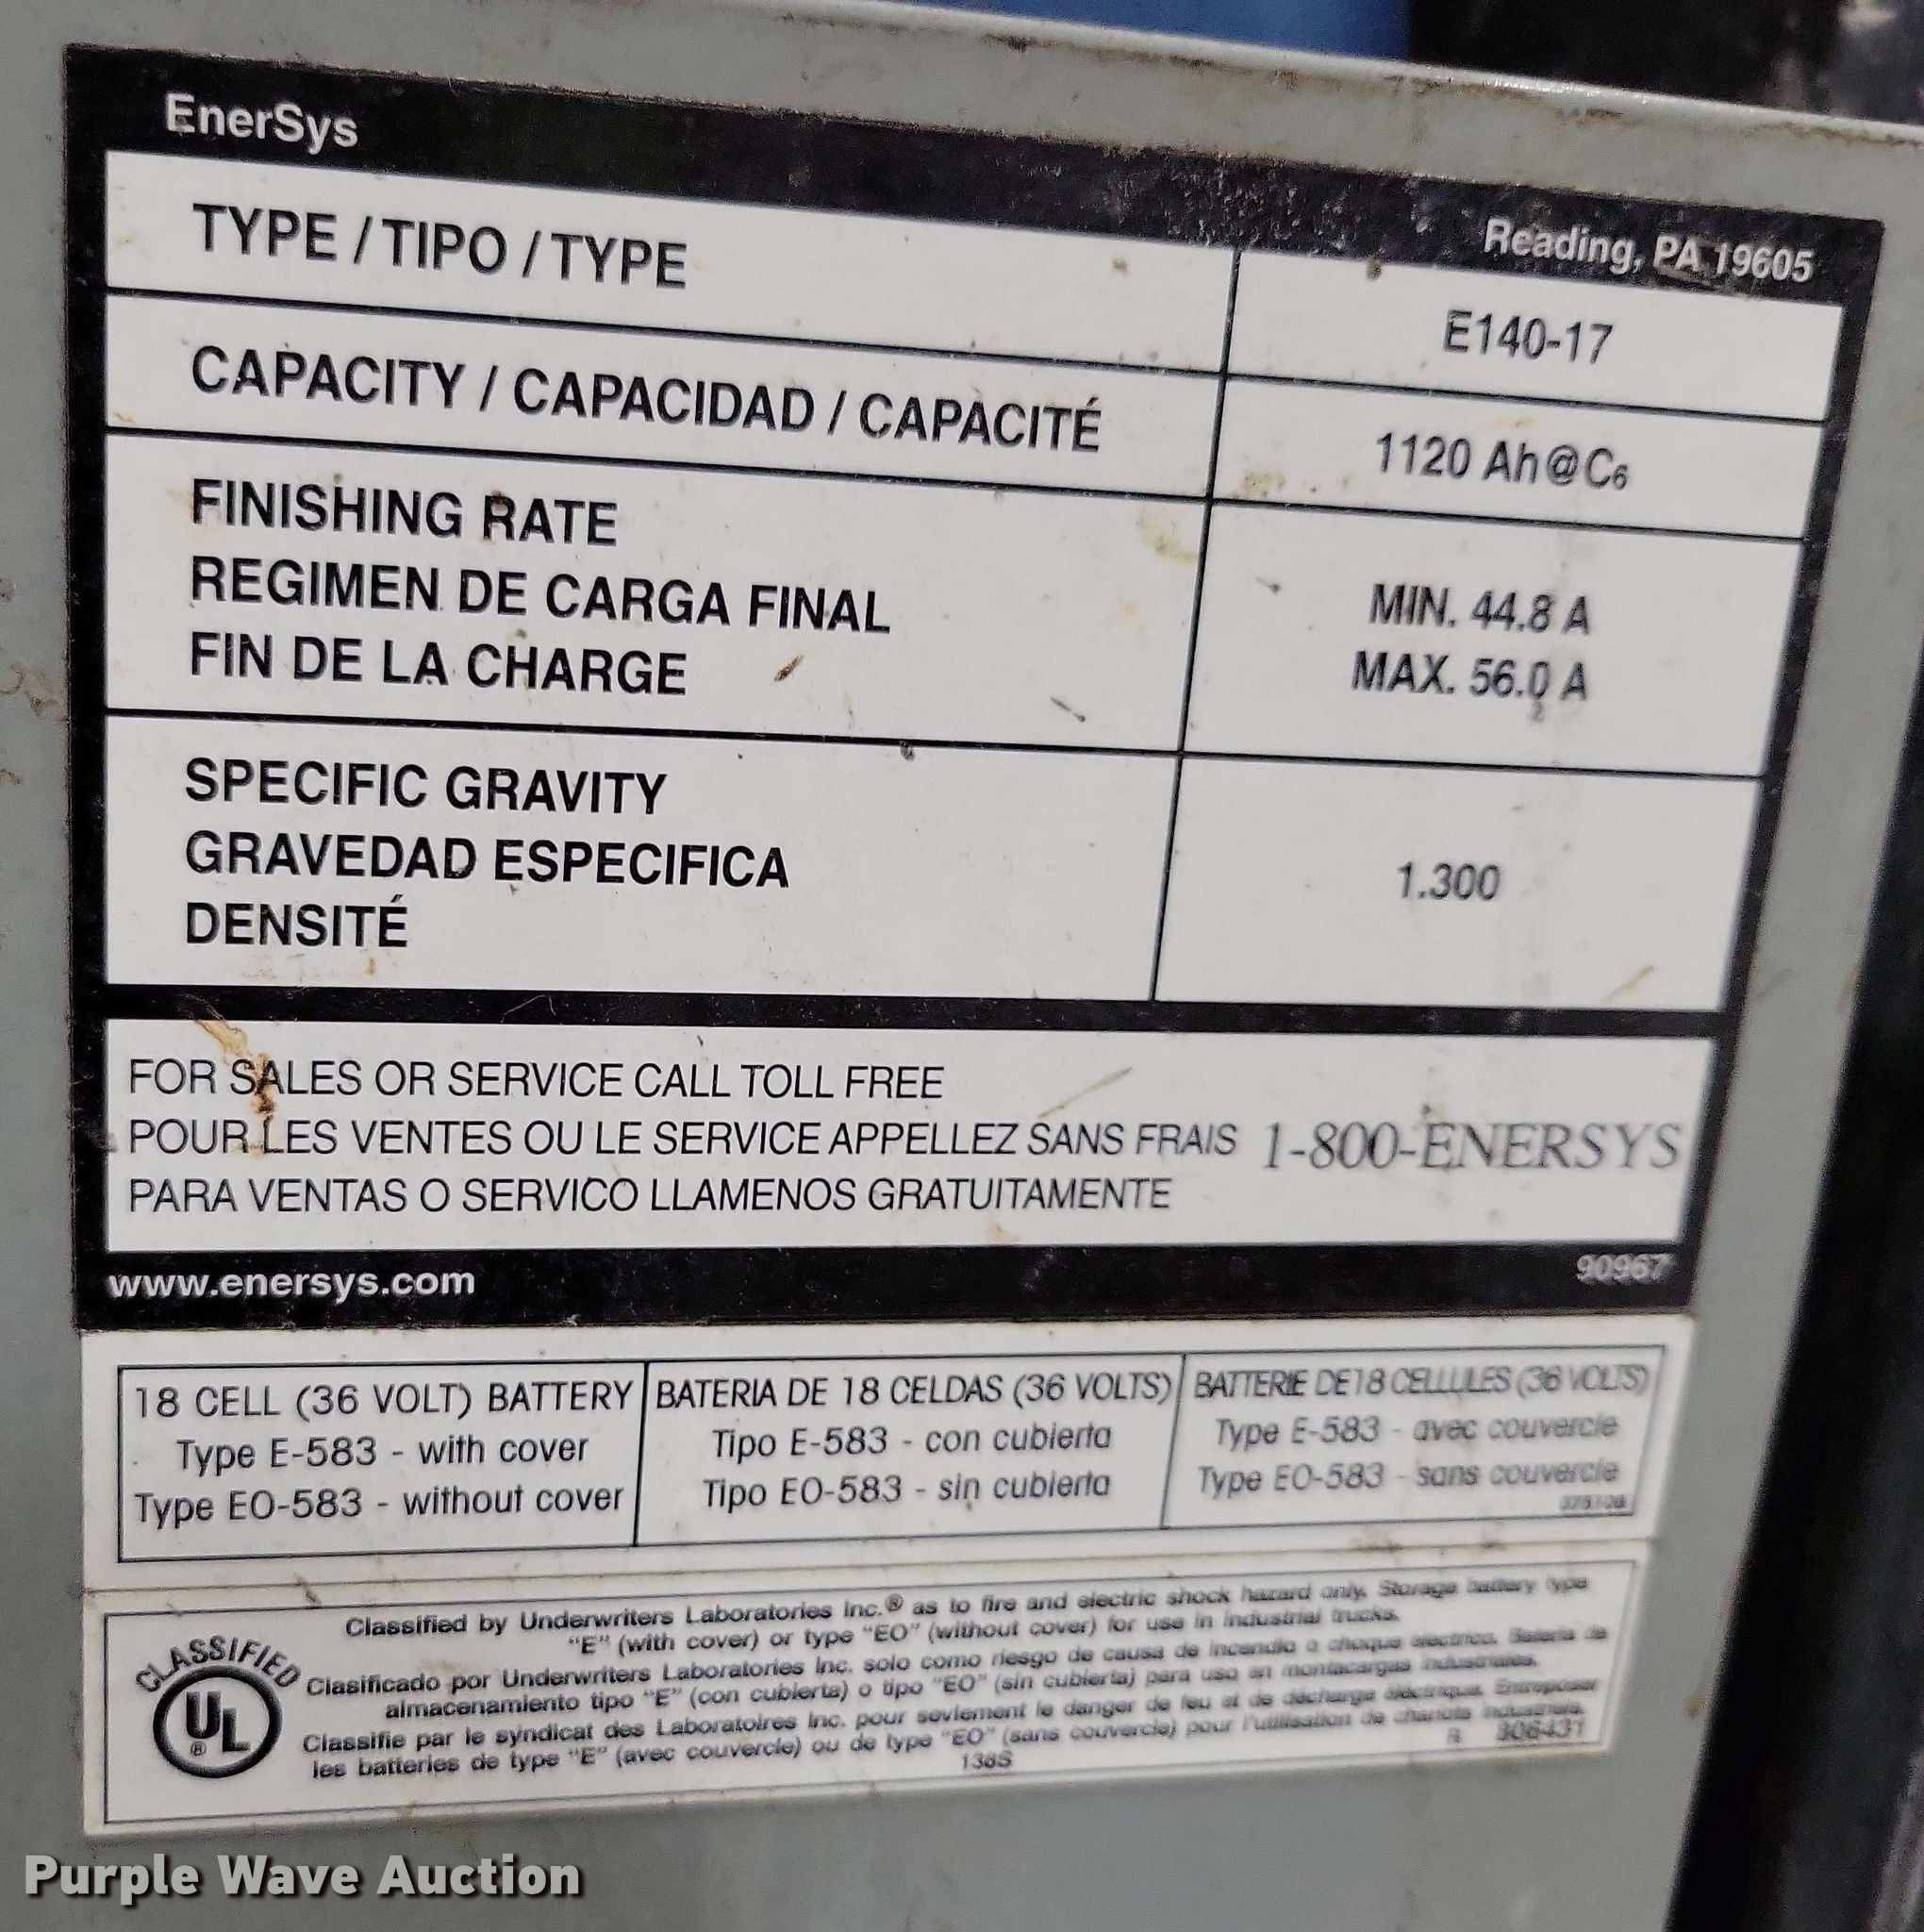 EnerSys
Reading, PA 19605
TYPE / TIPO / TYPE
E140-17
CAPACITY / CAPACIDAD / CAPACITÉ
1120 Ah@C6
FINISHING RATE
REGIMEN DE CARGA FINAL
FIN DE LA CHARGE
MIN. 44.8 A
MAX. 56.0 A
SPECIFIC GRAVITY
GRAVEDAD ESPECIFICA
DENSITÉ
1.300
FOR SALES OR SERVICE CALL TOLL FREE
POUR LES VENTES OU LE SERVICE APPELLEZ SANS FRAIS 1-800-ENERSYS
PARA VENTAS O SERVICO LLAMENOS GRATUITAMENTE
www.enersys.com
90967
18 CELL (36 VOLT) BATTERY
Type E-583 - with cover
Type EO-583 - without cover
BATERIA DE 18 CELDAS (36 VOLTS)
Tipo E-583 - con cubierta
Tipo EO-583 - sin cubierta
BATTERIE DE 18 CELLULES (36 VOLTS)
Type E-583 - avec couvercle
Type EO-583 - sans couvercle
CLASSIFIED
UL®
Classified by Underwriters Laboratories Inc.® as to fire and electric shock hazard only. Storage battery type
"E" (with cover) or type "EO" (without cover) for use in industrial trucks.
Clasificado por Underwriters Laboratories Inc. solo como riesgo de causa de incendio o choque electrico. Bateria de
almacenamiento tipo "E" (con cubierta) o tipo "EO" (sin cubierta) para uso en montacargas industriales.
Classifie par le syndicat des Laboratoires Inc. pour sevlement le danger de feu et de décharge électrique. Entreposer
les batteries de type "E" (avec couvercle) ou de type "EO" (sans couvercle) pour l'utilisation de chariots industriels.
R 806431
138S
Purple Wave Auction